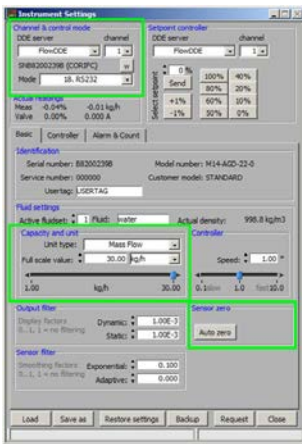 Instrument Settings
Channel & control mode
Setpoint controller
DDE server channel
DDE server channel
FlowDDE 1
FlowDDE 1
SNB8200239B (CORIFC) w
Mode 18. RS232
Select setpoint
0 %
Send
100% 40%
80% 20%
+1% 60% 10%
-1% 50% 0%
Actual readings
Meas -0.04% -0.01 kg/h
Valve 0.00% 0.000 A
Basic Controller Alarm & Count
Identification
Serial number: B8200239B Model number: M14-AGD-22-0
Service number: 000000 Customer model: STANDARD
Usertag: USERTAG
Fluid settings
Active fluidset: 1 Fluid: water Actual density: 998.8 kg/m3
Capacity and unit
Controller
Unit type: Mass Flow
Full scale value: 30.00 kg/h
Speed: 1.00
1.00 kg/h 30.00
0.1 slow 1.0 fast 10.0
Output filter
Sensor zero
Display factors Dynamic: 1.00E-3
0..1, 1 = no filtering Static: 1.00E-3
Auto zero
Sensor filter
Smoothing factors Exponential: 0.100
0..1, 1 = no filtering Adaptive: 0.000
Load Save as Restore settings Backup Request Close